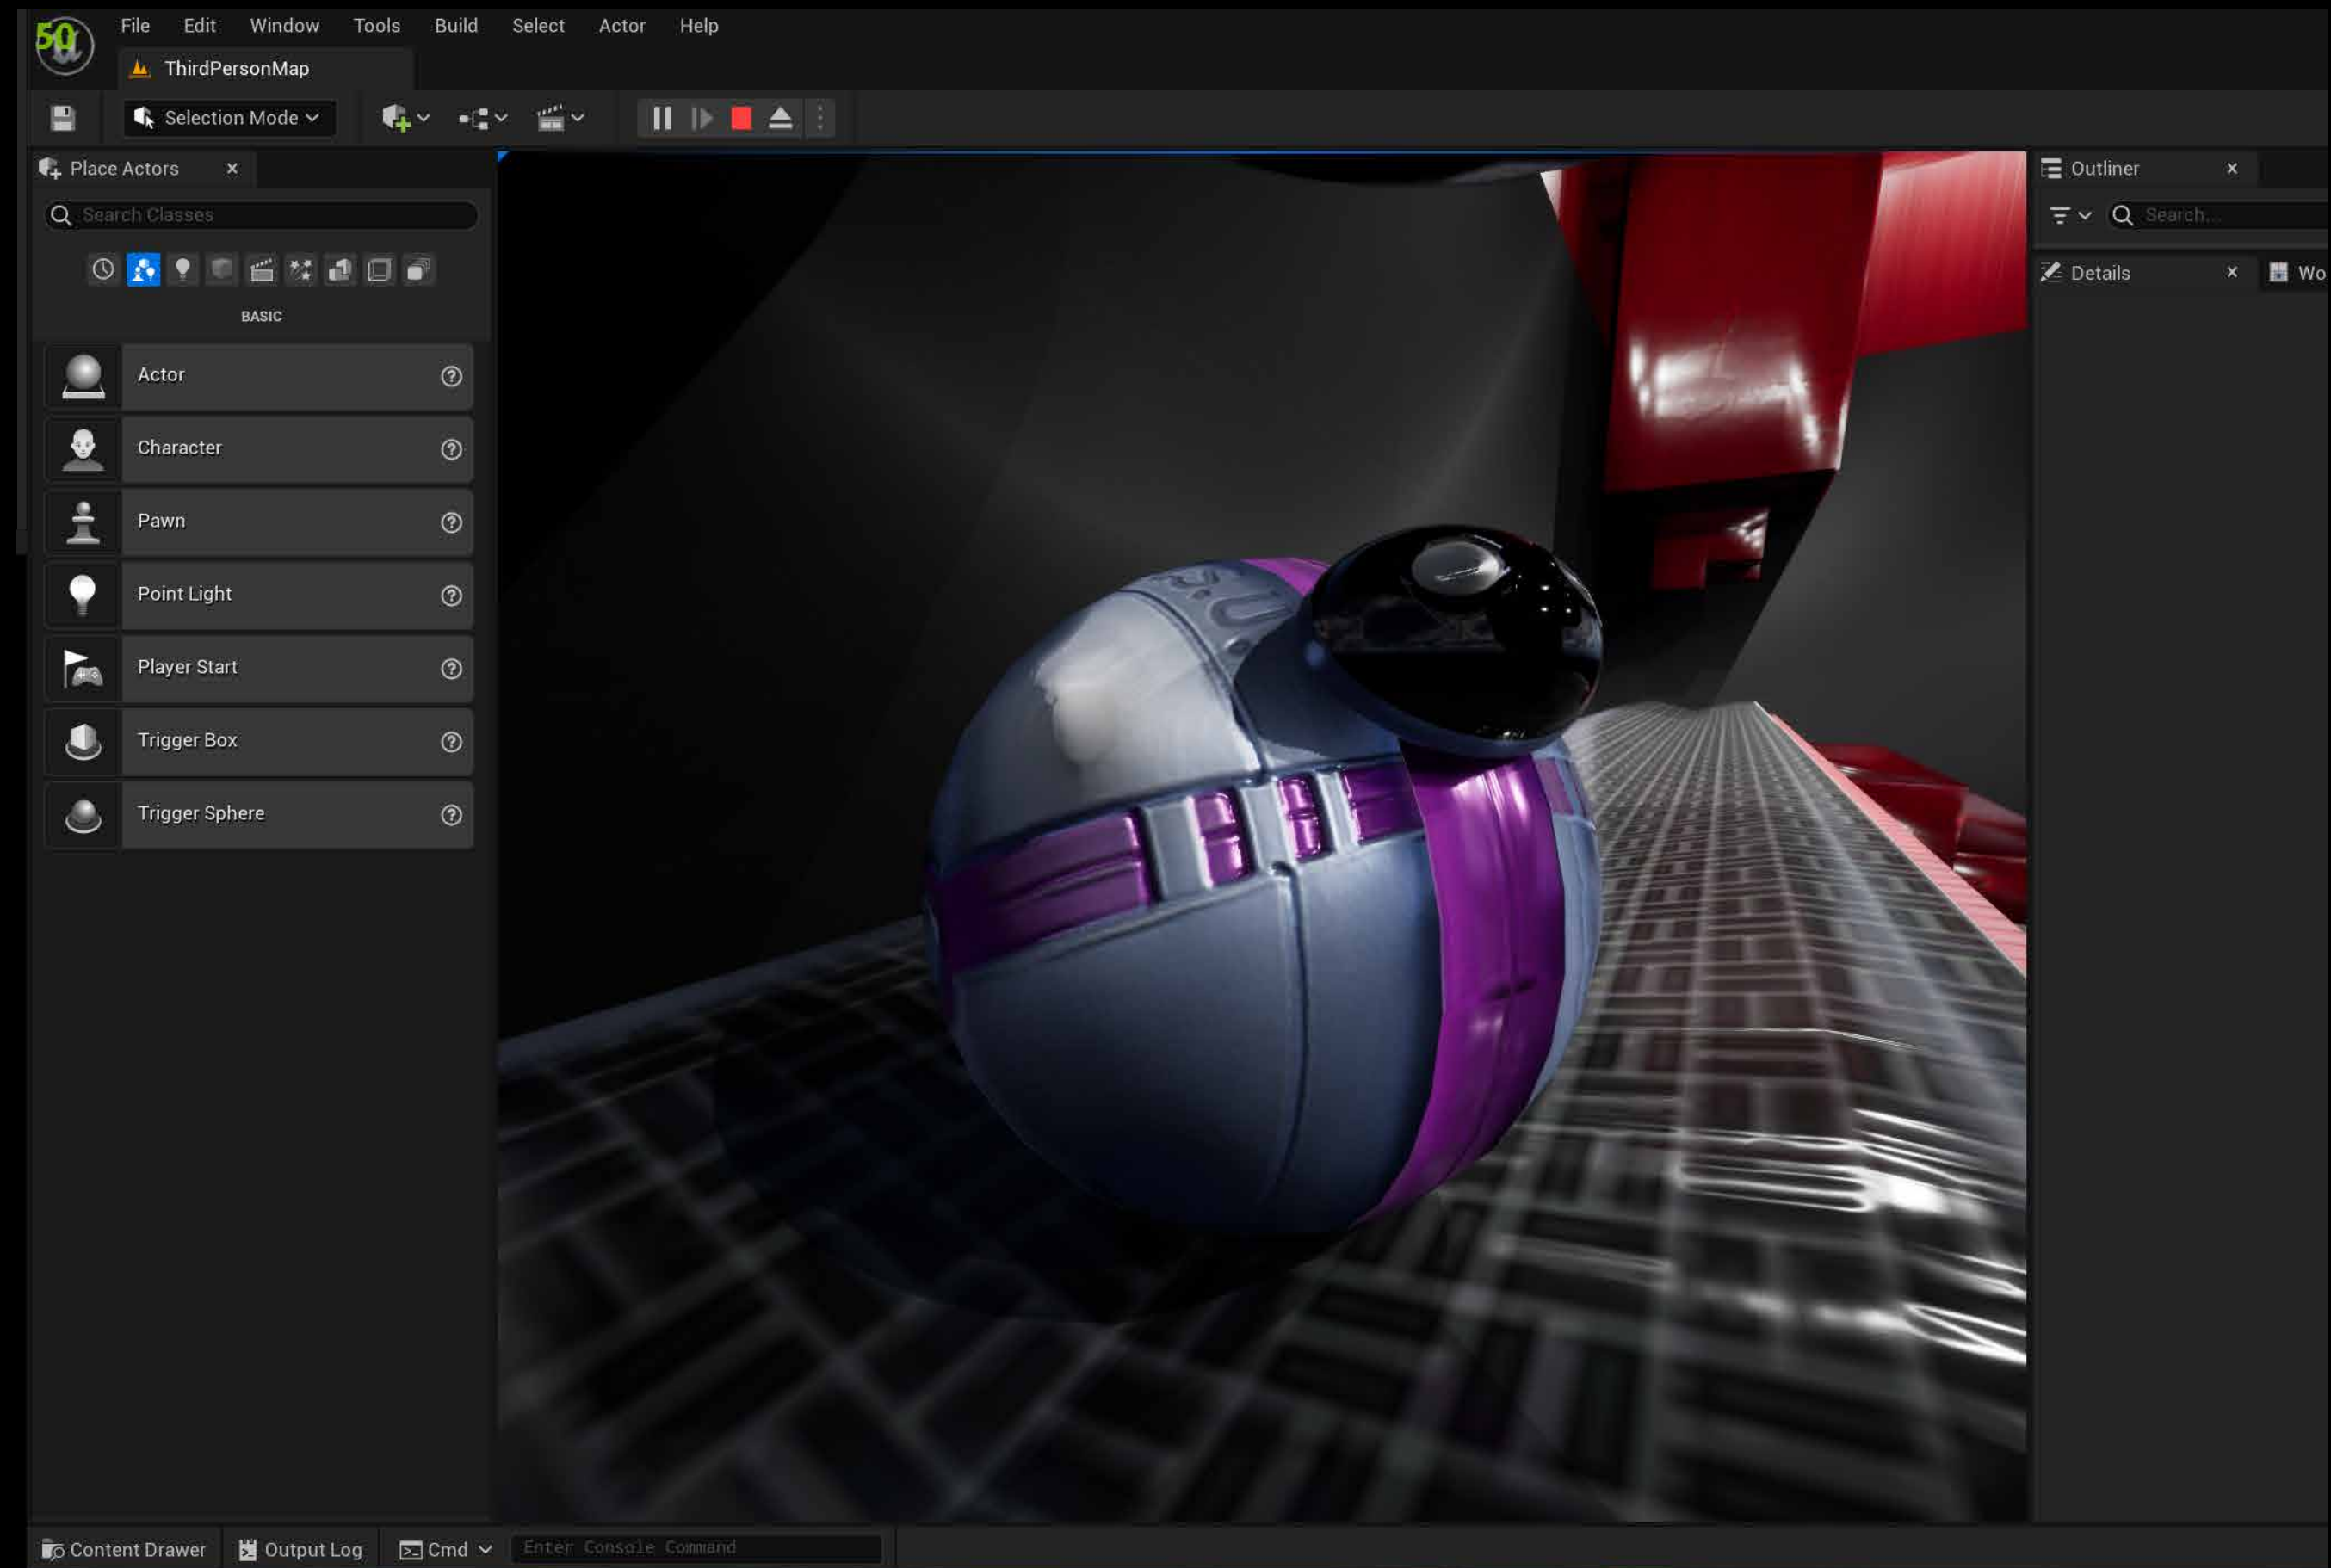 50
File Edit Window Tools Build Select Actor Help
ThirdPersonMap
Selection Mode
Place Actors
Outliner
Search Classes
Search...
Details
Wo
BASIC
Actor
Character
Pawn
Point Light
Player Start
Trigger Box
Trigger Sphere
Content Drawer Output Log Cmd Enter Console Command